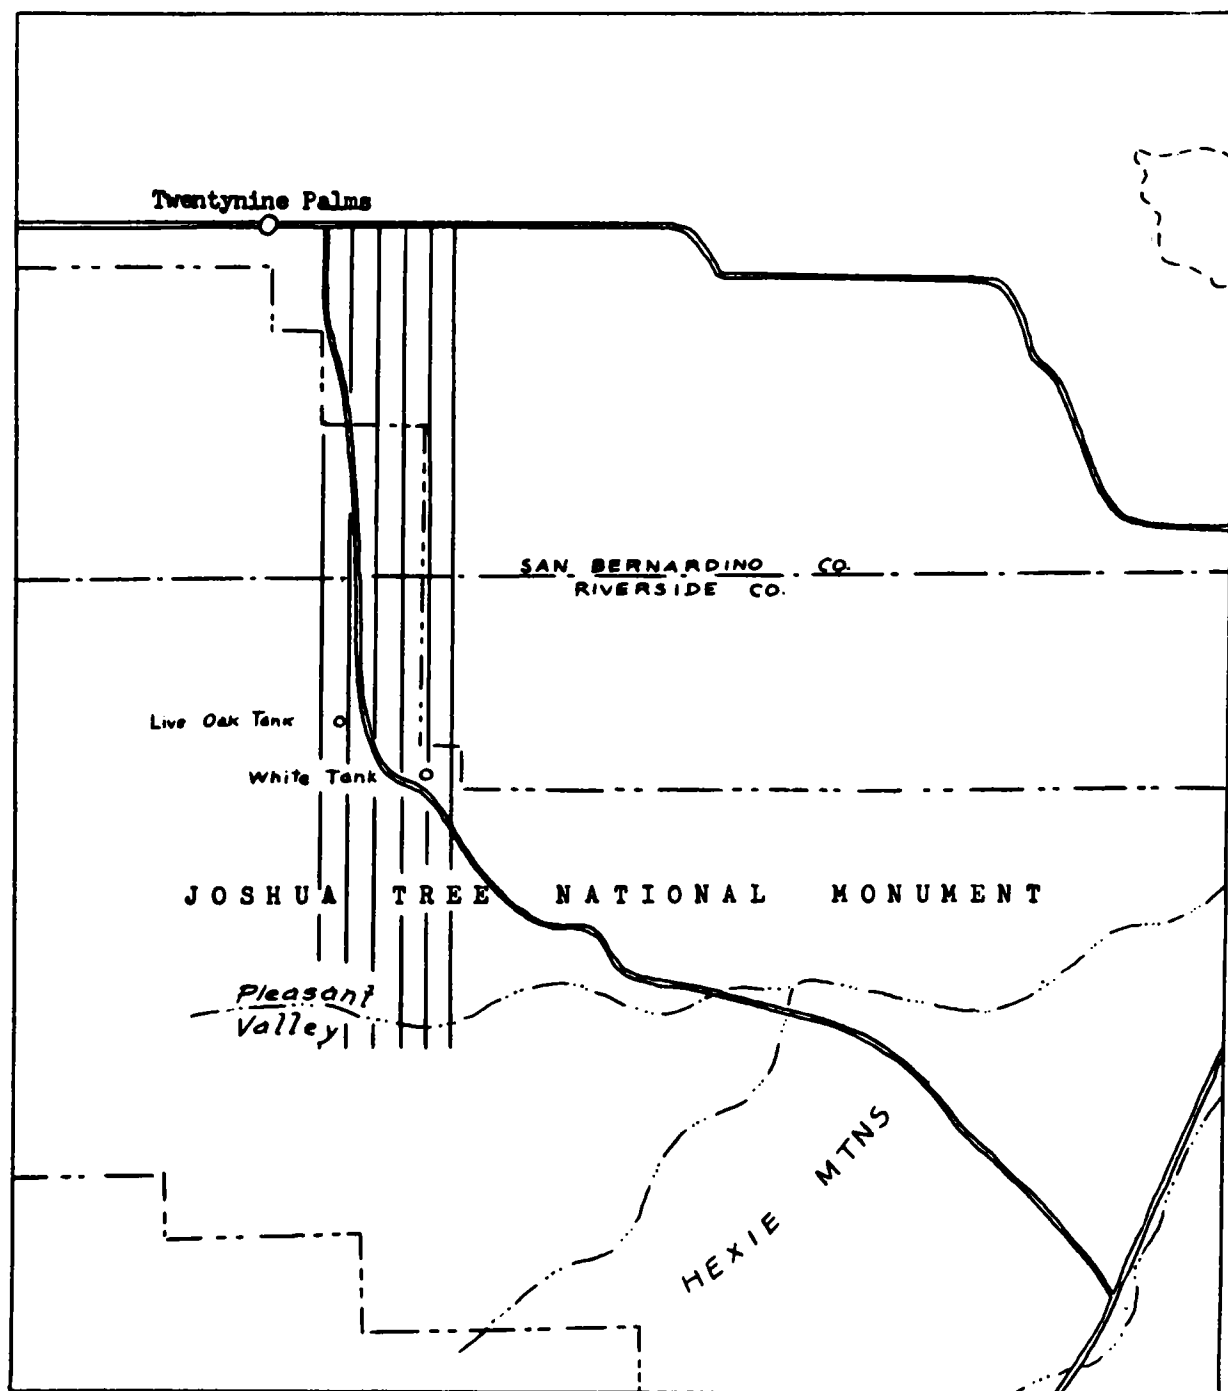 Twentynine Palms
SAN BERNARDINO CO.
RIVERSIDE CO.
Live Oak Tank
White Tank
JOSHUA TREE NATIONAL MONUMENT
Pleasant
Valley
HEXIE MTNS